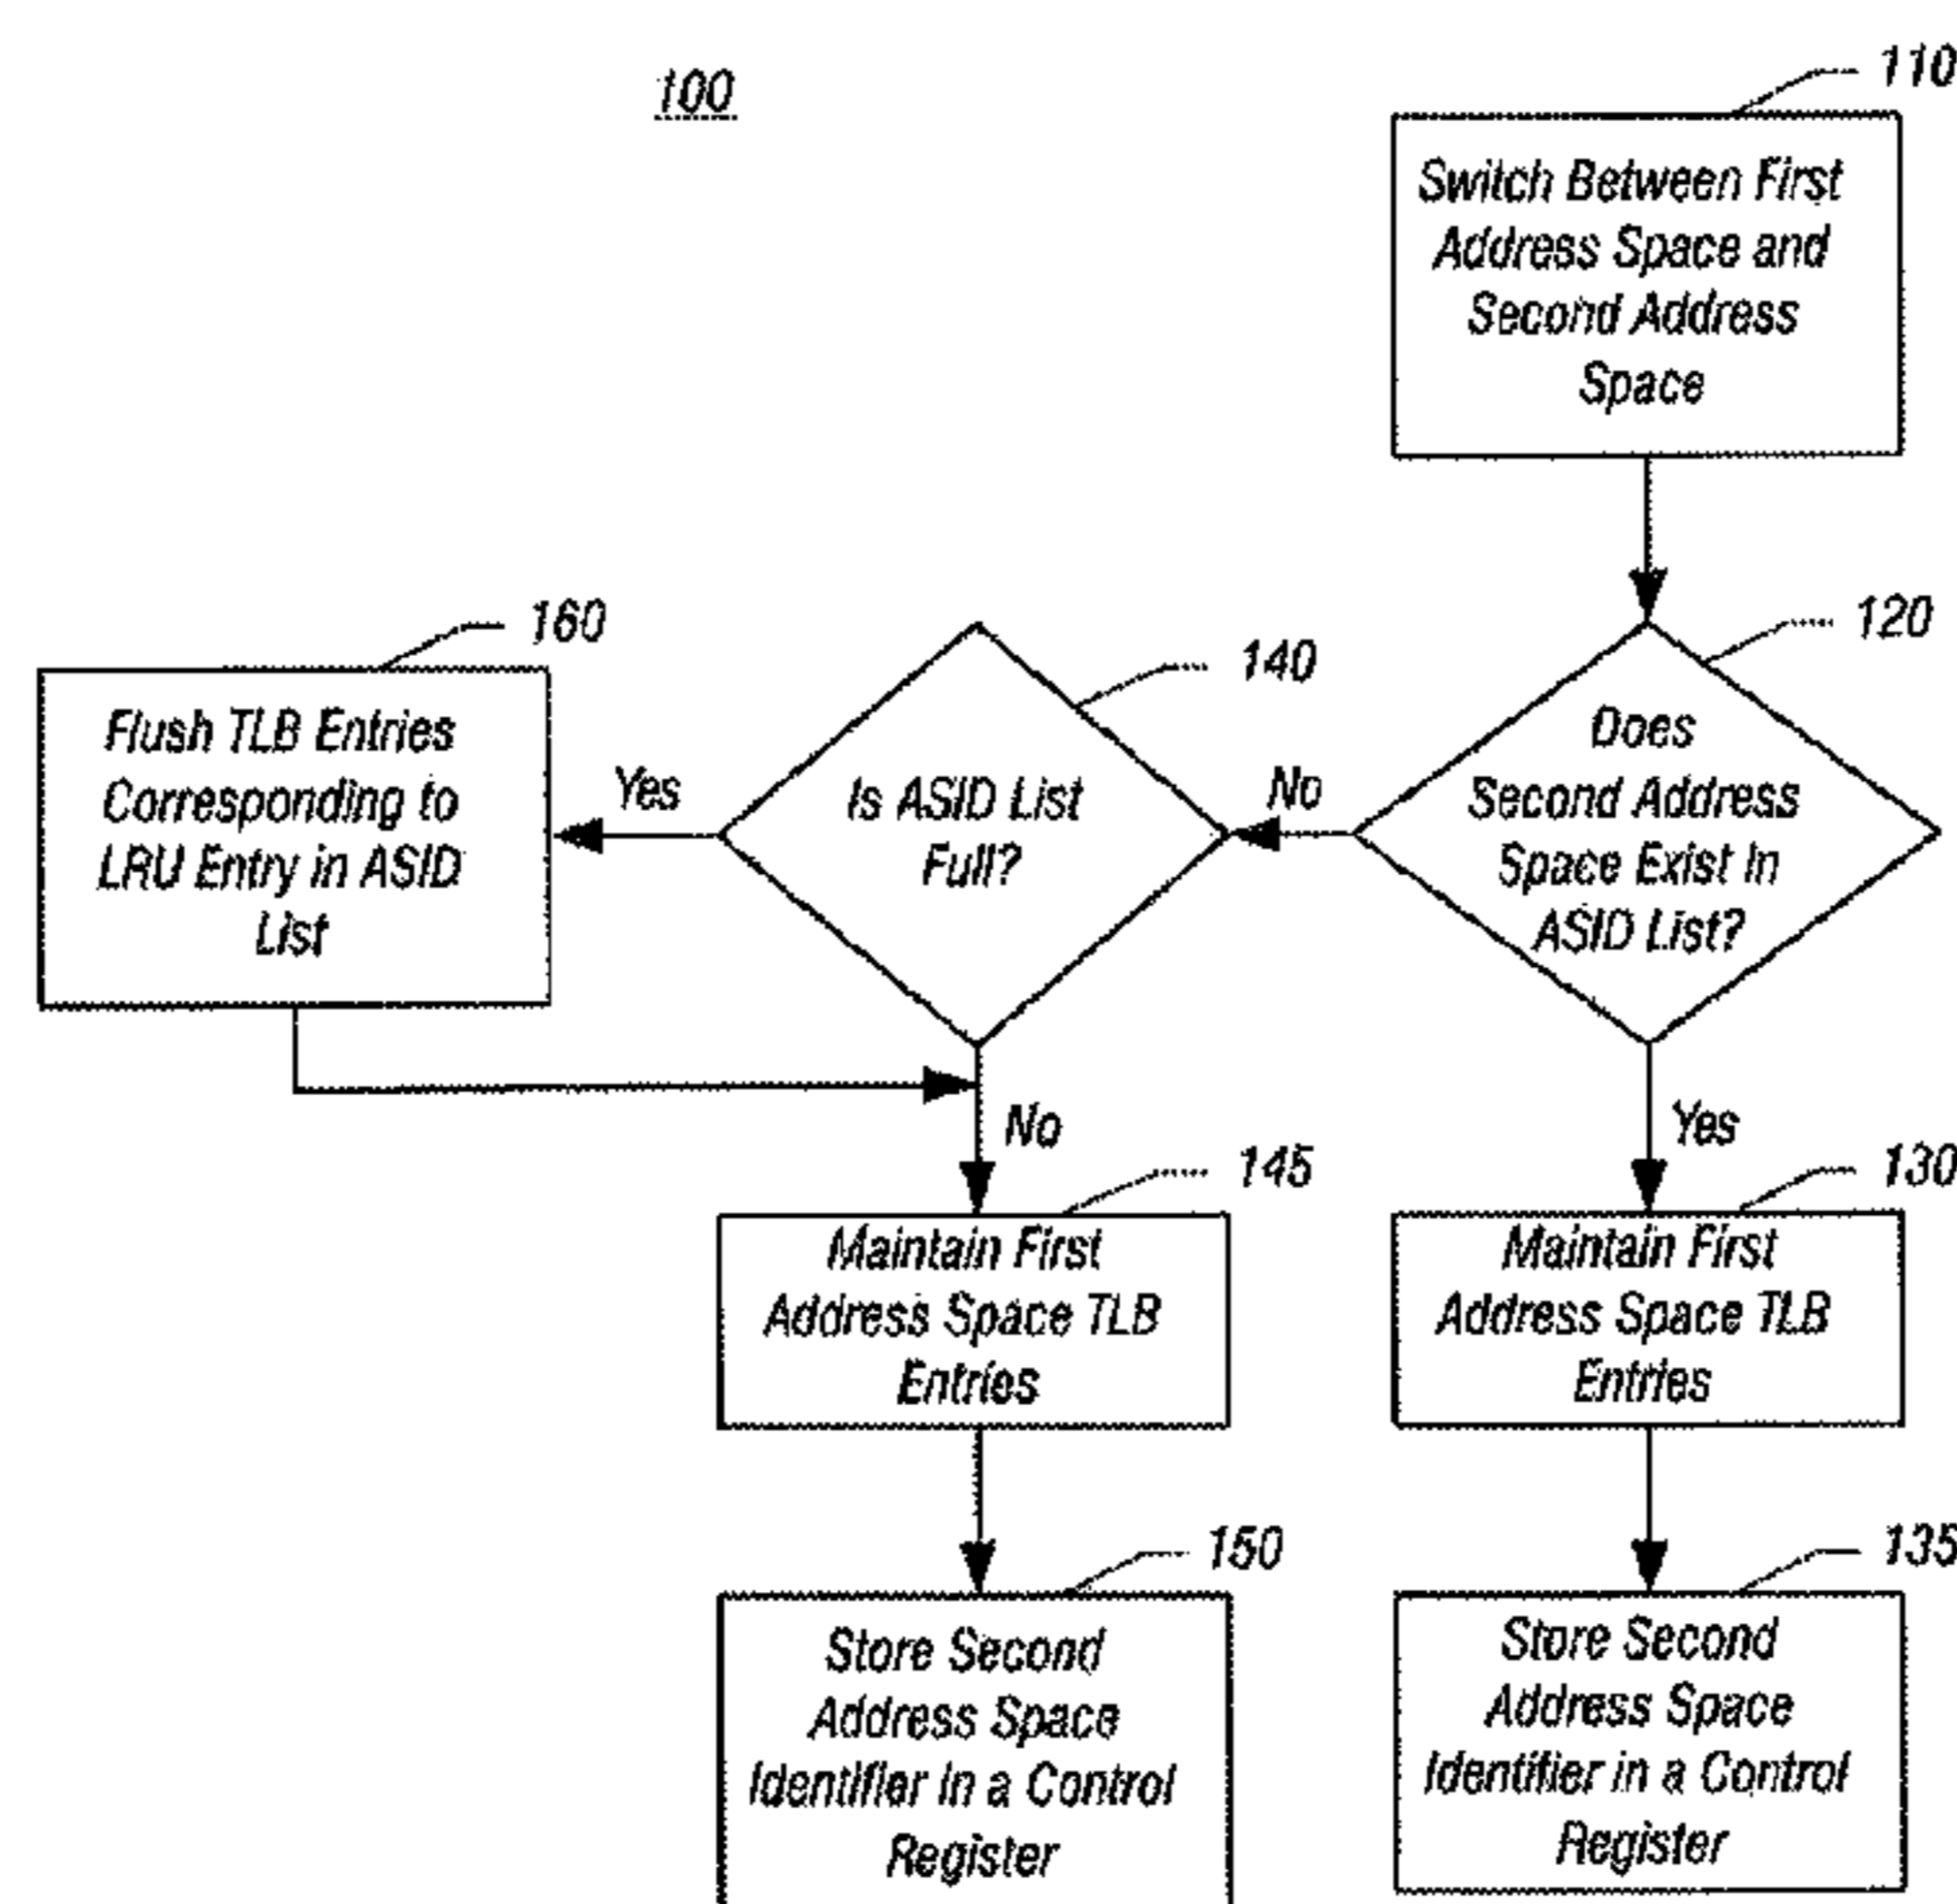 100
110
Switch Between First
Address Space and
Second Address
Space
120
Does
Second Address
Space Exist In
ASID List?
No
140
Is ASID List
Full?
Yes
160
Flush TLB Entries
Corresponding to
LRU Entry in ASID
List
No
145
Maintain First
Address Space TLB
Entries
150
Store Second
Address Space
Identifier in a Control
Register
Yes
130
Maintain First
Address Space TLB
Entries
135
Store Second
Address Space
Identifier in a Control
Register